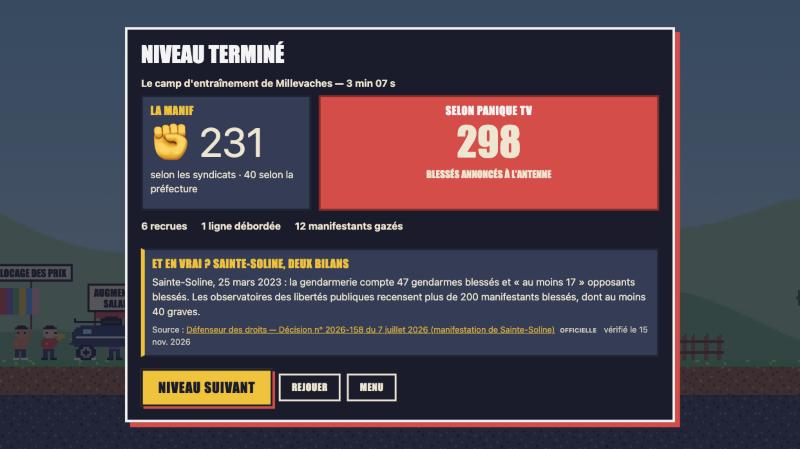 NIVEAU TERMINÉ
Le camp d'entraînement de Millevaches — 3 min 07 s
LA MANIF
231
selon les syndicats · 40 selon la
préfecture
SELON PANIQUE TV
298
BLESSÉS ANNONCÉS À L'ANTENNE
6 recrues 1 ligne débordée 12 manifestants gazés
ET EN VRAI ? SAINTE-SOLINE, DEUX BILANS
Sainte-Soline, 25 mars 2023 : la gendarmerie compte 47 gendarmes blessés et « au moins 17 » opposants
blessés. Les observatoires des libertés publiques recensent plus de 200 manifestants blessés, dont au moins
40 graves.
Source : Défenseur des droits — Décision n° 2026-158 du 7 juillet 2026 (manifestation de Sainte-Soline) OFFICIELLE vérifié le 15
nov. 2026
LOCAGE DES PRIX
AUGMEN
SALA
NIVEAU SUIVANT
REJOUER
MENU